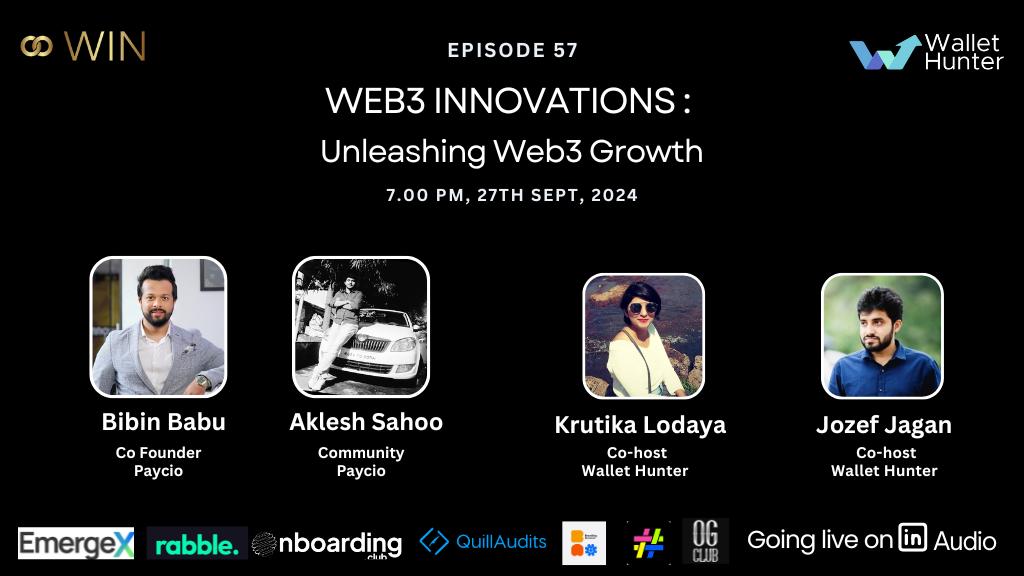 WIN
EPISODE 57
Wallet
Hunter
WEB3 INNOVATIONS :
Unleashing Web3 Growth
7.00 PM, 27TH SEPT, 2024
Bibin Babu
Co Founder
Paycio
Aklesh Sahoo
Community
Paycio
Krutika Lodaya
Co-host
Wallet Hunter
Jozef Jagan
Co-host
Wallet Hunter
EmergeX
rabble.
nboarding
club
QuillAudits
OG
CLUB
Going live on in Audio